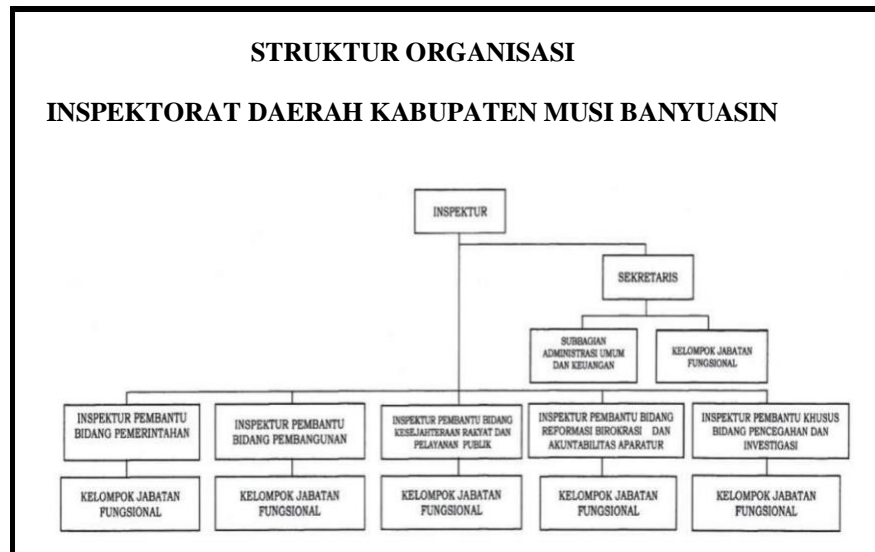 STRUKTUR ORGANISASI
INSPEKTORAT DAERAH KABUPATEN MUSI BANYUASIN
INSPEKTUR
SEKRETARIS
SUBBAGIAN
ADMINISTRASI UMUM
DAN KEUANGAN
KELOMPOK JABATAN
FUNGSIONAL
INSPEKTUR PEMBANTU
BIDANG PEMERINTAHAN
INSPEKTUR PEMBANTU
BIDANG PEMBANGUNAN
INSPEKTUR PEMBANTU BIDANG
KESEJAHTERAAN RAKYAT DAN
PELAYANAN PUBLIK
INSPEKTUR PEMBANTU BIDANG
REFORMASI BIROKRASI DAN
AKUNTABILITAS APARATUR
INSPEKTUR PEMBANTU KHUSUS
BIDANG PENCEGAHAN DAN
INVESTIGASI
KELOMPOK JABATAN
FUNGSIONAL
KELOMPOK JABATAN
FUNGSIONAL
KELOMPOK JABATAN
FUNGSIONAL
KELOMPOK JABATAN
FUNGSIONAL
KELOMPOK JABATAN
FUNGSIONAL